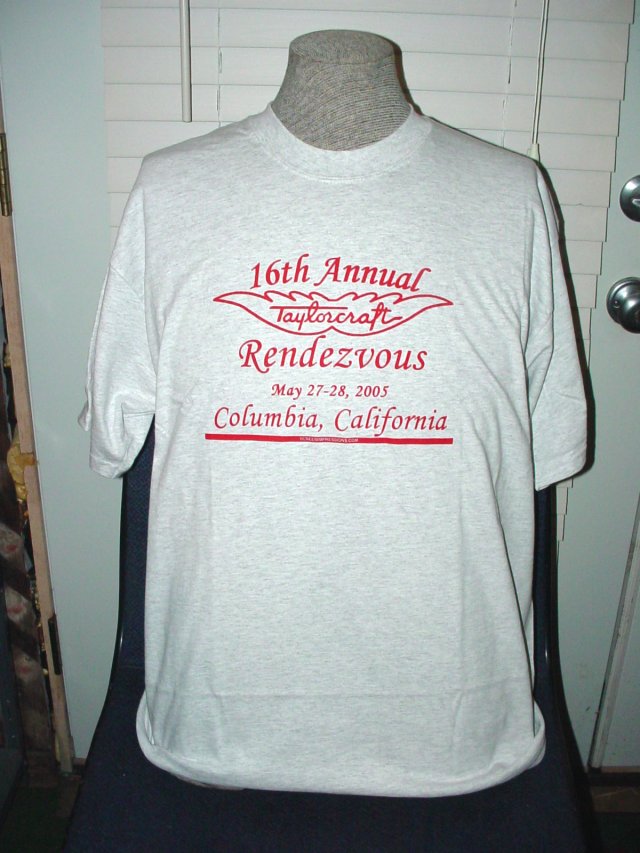 16th Annual
Taylorcraft
Rendezvous
May 27-28, 2005
Columbia, California